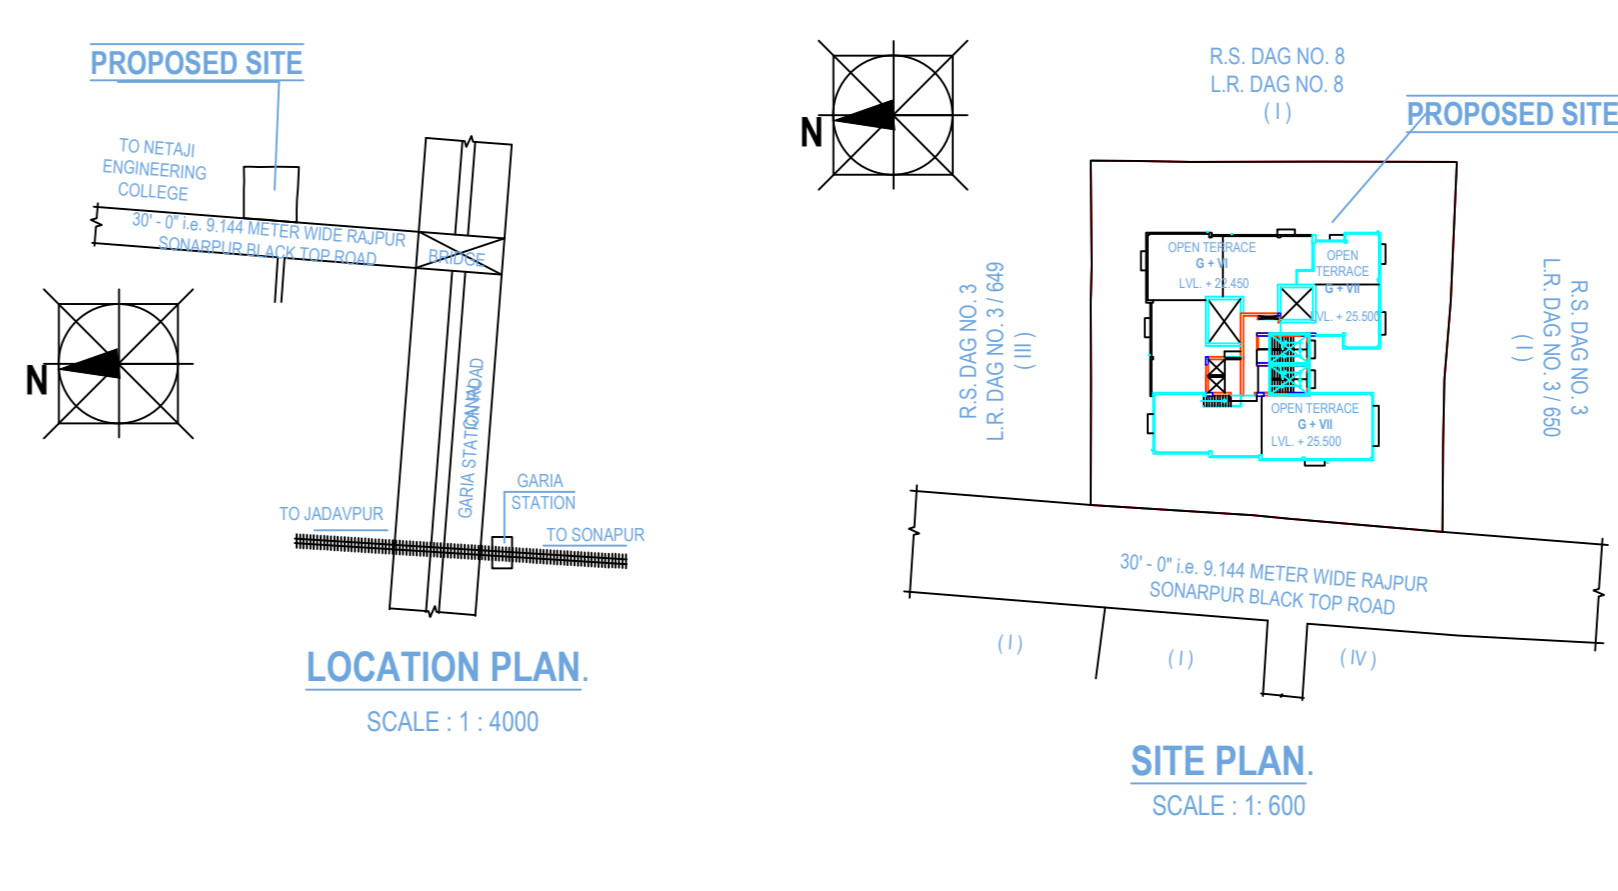 PROPOSED SITE
TO NETAJI
ENGINEERING
COLLEGE
30' - 0" i.e. 9.144 METER WIDE RAJPUR
SONARPUR BLACK TOP ROAD
BRIDGE
N
CANAL
GARIA STATION ROAD
TO JADAVPUR
GARIA
STATION
TO SONAPUR
LOCATION PLAN.
SCALE : 1 : 4000
N
R.S. DAG NO. 8
L.R. DAG NO. 8
( I )
PROPOSED SITE
R.S. DAG NO. 3
L.R. DAG NO. 3 / 649
( III )
OPEN TERRACE
G + VI
LVL. + 22.450
OPEN
TERRACE
G + VII
LVL. + 25.500
OPEN TERRACE
G + VII
LVL. + 25.500
R.S. DAG NO. 3
L.R. DAG NO. 3 / 650
( I )
30' - 0" i.e. 9.144 METER WIDE RAJPUR
SONARPUR BLACK TOP ROAD
( I )
( I )
( IV )
SITE PLAN.
SCALE : 1: 600